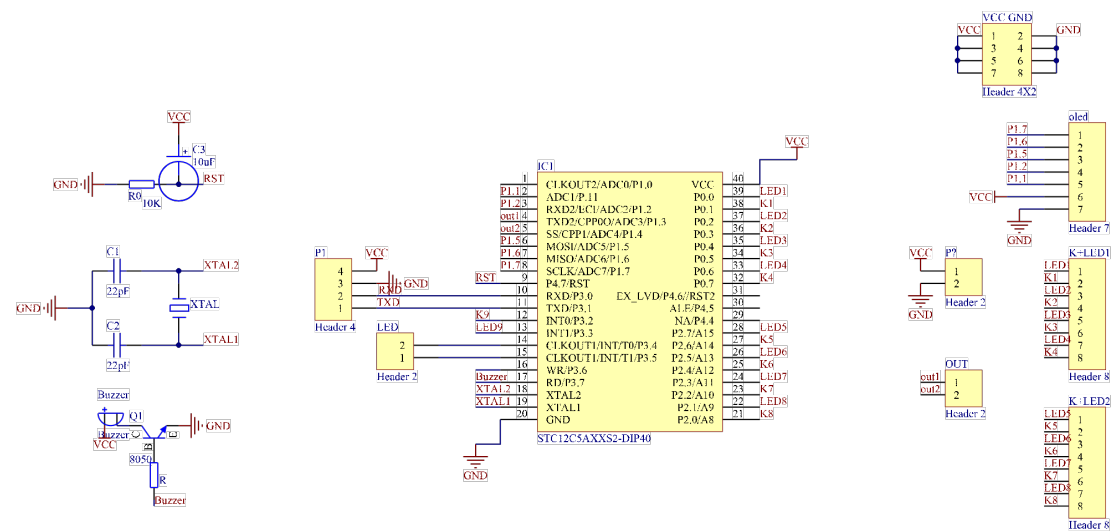 VCC GND
VCC
1 2
GND
3 4
5 6
7 8
Header 4X2
VCC
C3
10uF
GND
R0
10K
RST
C1
22pF
XTAL2
GND
XTAL
C2
22pF
XTAL1
Buzzer
Buzzer
VCC
Q1
C
B
E
GND
8050
R
Buzzer
P1
4
3
2
1
VCC
GND
RXD
TXD
Header 4
LED
2
1
Header 2
IC1
VCC
1 CLKOUT2/ADC0/P1.0 VCC 40
P1.1 2 ADC1/P.11 P0.0 39 LED1
P1.2 3 RXD2/ECI/ADC2/P1.2 P0.1 38 K1
out1 4 TXD2/CPP0O/ADC3/P1.3 P0.2 37 LED2
out2 5 SS/CPP1/ADC4/P1.4 P0.3 36 K2
P1.5 6 MOSI/ADC5/P1.5 P0.4 35 LED3
P1.6 7 MISO/ADC6/P1.6 P0.5 34 K3
P1.7 8 SCLK/ADC7/P1.7 P0.6 33 LED4
RST 9 P4.7/RST P0.7 32 K4
10 RXD/P3.0 EX_LVD/P4.6//RST2 31
11 TXD/P3.1 ALE/P4.5 30
K9 12 INT0/P3.2 NA/P4.4 29
LED9 13 INT1/P3.3 P2.7/A15 28 LED5
14 CLKOUT1/INT/T0/P3.4 P2.6/A14 27 K5
15 CLKOUT1/INT/T1/P3.5 P2.5/A13 26 LED6
16 WR/P3.6 P2.4/A12 25 K6
Buzzer 17 RD/P3.7 P2.3/A11 24 LED7
XTAL2 18 XTAL2 P2.2/A10 23 K7
XTAL1 19 XTAL1 P2.1/A9 22 LED8
20 GND P2.0/A8 21 K8
STC12C5AXXS2-DIP40
GND
oled
P1.7 1
P1.6 2
P1.5 3
P1.2 4
P1.1 5
VCC 6
7
GND
Header 7
P?
VCC
1
2
GND
Header 2
OUT
out1 1
out2 2
Header 2
K+LED1
LED1 1
K1 2
LED2 3
K2 4
LED3 5
K3 6
LED4 7
K4 8
Header 8
K+LED2
LED5 1
K5 2
LED6 3
K6 4
LED7 5
K7 6
LED8 7
K8 8
Header 8